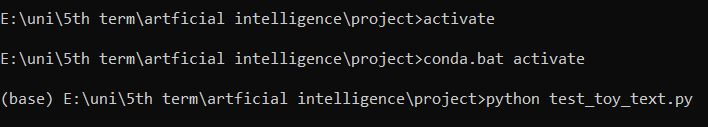 E:\uni\5th term\artficial intelligence\project>activate
E:\uni\5th term\artficial intelligence\project>conda.bat activate
(base) E:\uni\5th term\artficial intelligence\project>python test_toy_text.py